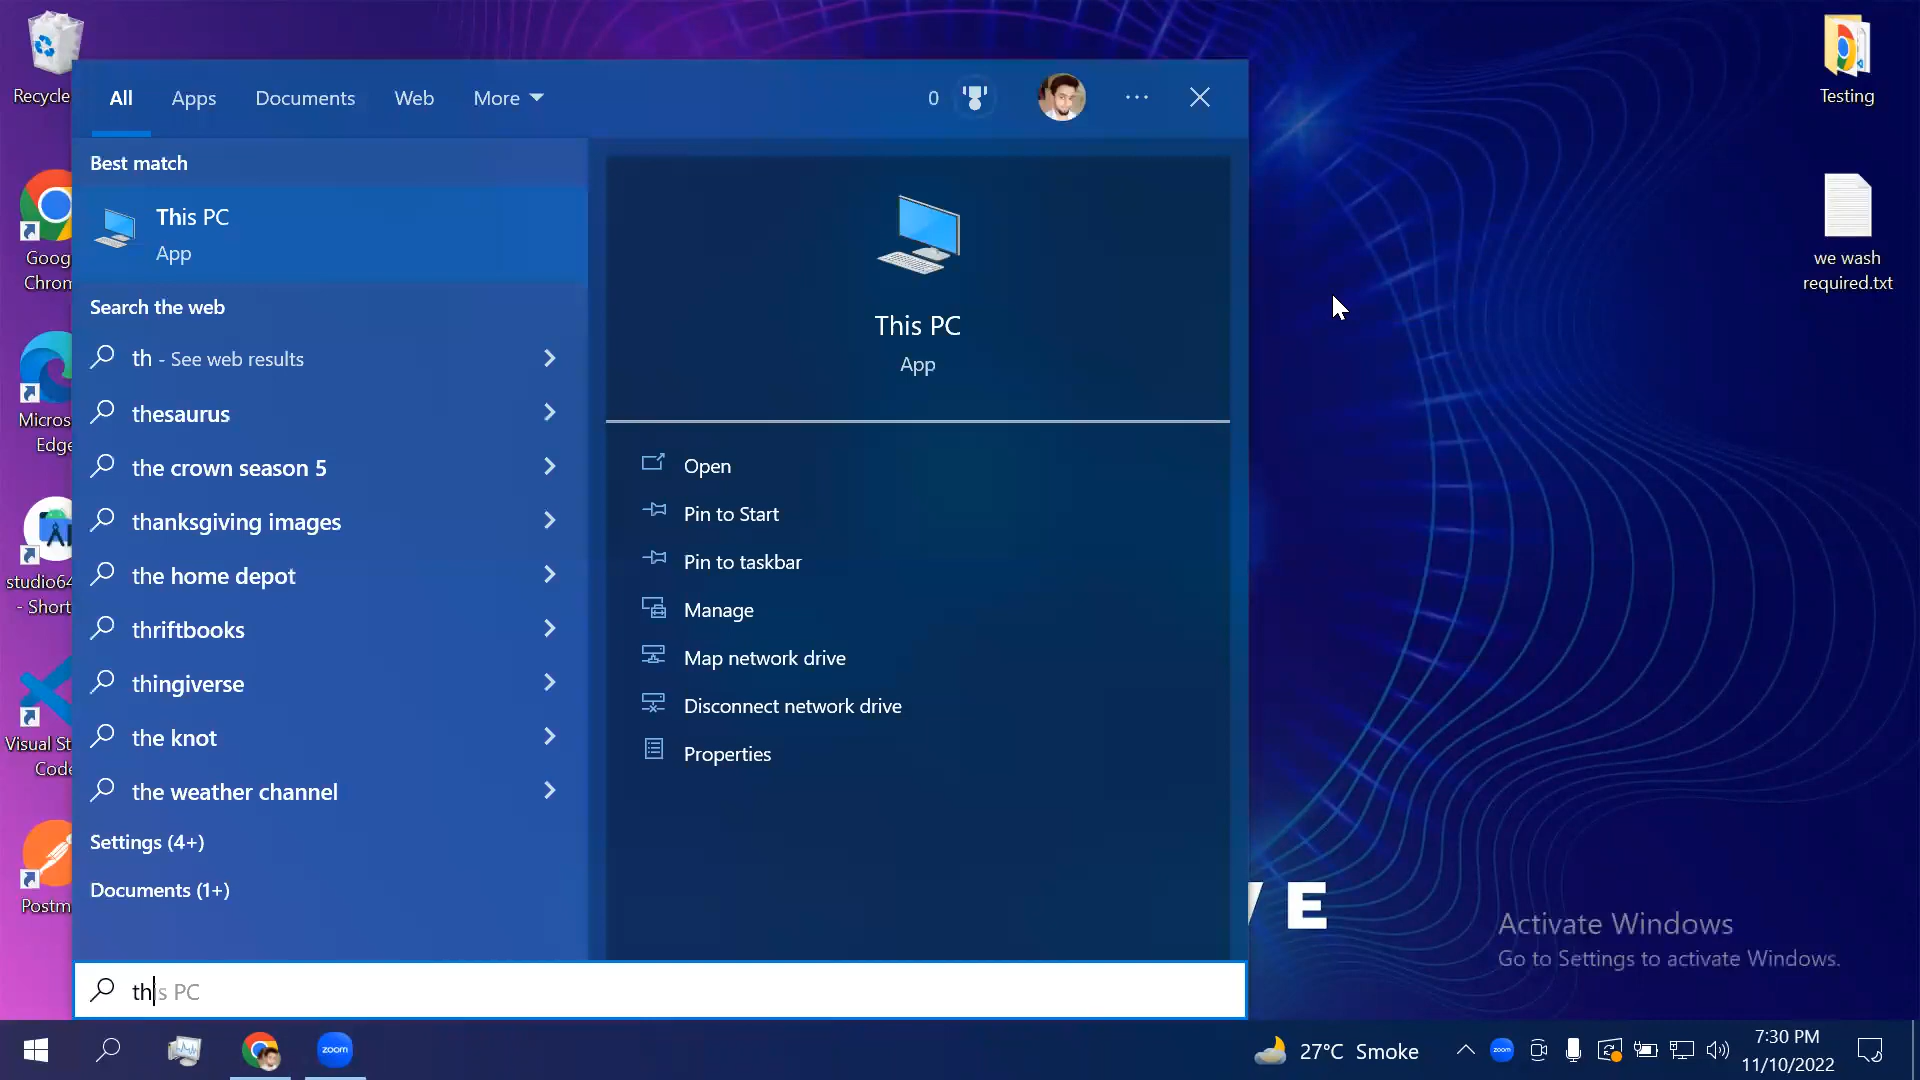 Recycle
Goog
Chrom
Micros
Edge
studio64
- Short
Visual St
Code
Postm
All
Apps
Documents
Web
More
0
Best match
This PC
App
Search the web
th - See web results
thesaurus
the crown season 5
thanksgiving images
the home depot
thriftbooks
thingiverse
the knot
the weather channel
Settings (4+)
Documents (1+)
This PC
App
Open
Pin to Start
Pin to taskbar
Manage
Map network drive
Disconnect network drive
Properties
this PC
Testing
we wash
required.txt
E
Activate Windows
Go to Settings to activate Windows.
zoom
27°C Smoke
zoom
7:30 PM
11/10/2022